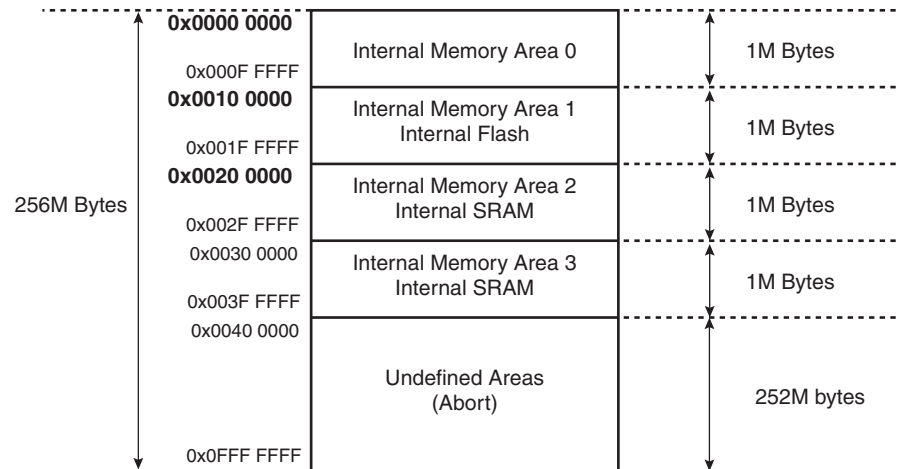 0x0000 0000
Internal Memory Area 0
1M Bytes
0x000F FFFF
0x0010 0000
Internal Memory Area 1
Internal Flash
1M Bytes
0x001F FFFF
0x0020 0000
Internal Memory Area 2
Internal SRAM
1M Bytes
256M Bytes
0x002F FFFF
0x0030 0000
Internal Memory Area 3
Internal SRAM
1M Bytes
0x003F FFFF
0x0040 0000
Undefined Areas
(Abort)
252M bytes
0x0FFF FFFF